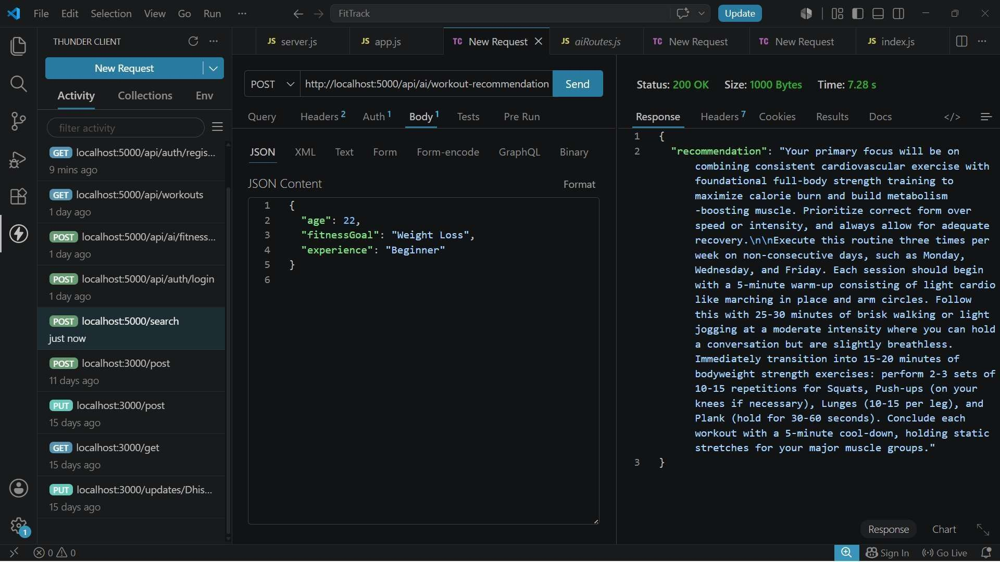 File Edit Selection View Go Run ...
FitTrack
Update
THUNDER CLIENT
New Request
Activity Collections Env
filter activity
GET localhost:5000/api/auth/regis...
9 mins ago
GET localhost:5000/api/workouts
1 day ago
POST localhost:5000/api/ai/fitness...
1 day ago
POST localhost:5000/api/auth/login
1 day ago
POST localhost:5000/search
just now
POST localhost:3000/post
11 days ago
PUT localhost:3000/post
15 days ago
GET localhost:3000/get
15 days ago
PUT localhost:3000/updates/Dhis...
15 days ago
1
JS server.js
JS app.js
TC New Request
JS aiRoutes.js
TC New Request
TC New Request
JS index.js
POST http://localhost:5000/api/ai/workout-recommendation Send
Query Headers 2 Auth 1 Body 1 Tests Pre Run
JSON XML Text Form Form-encode GraphQL Binary
JSON Content Format
1 {
2 "age": 22,
3 "fitnessGoal": "Weight Loss",
4 "experience": "Beginner"
5 }
6
Status: 200 OK Size: 1000 Bytes Time: 7.28 s
Response Headers 7 Cookies Results Docs </>
1 {
2 "recommendation": "Your primary focus will be on
combining consistent cardiovascular exercise with
foundational full-body strength training to
maximize calorie burn and build metabolism
-boosting muscle. Prioritize correct form over
speed or intensity, and always allow for adequate
recovery.\n\nExecute this routine three times per
week on non-consecutive days, such as Monday,
Wednesday, and Friday. Each session should begin
with a 5-minute warm-up consisting of light cardio
like marching in place and arm circles. Follow
this with 25-30 minutes of brisk walking or light
jogging at a moderate intensity where you can hold
a conversation but are slightly breathless.
Immediately transition into 15-20 minutes of
bodyweight strength exercises: perform 2-3 sets of
10-15 repetitions for Squats, Push-ups (on your
knees if necessary), Lunges (10-15 per leg), and
Plank (hold for 30-60 seconds). Conclude each
workout with a 5-minute cool-down, holding static
stretches for your major muscle groups."
3 }
Response Chart
0 0
Sign In Go Live